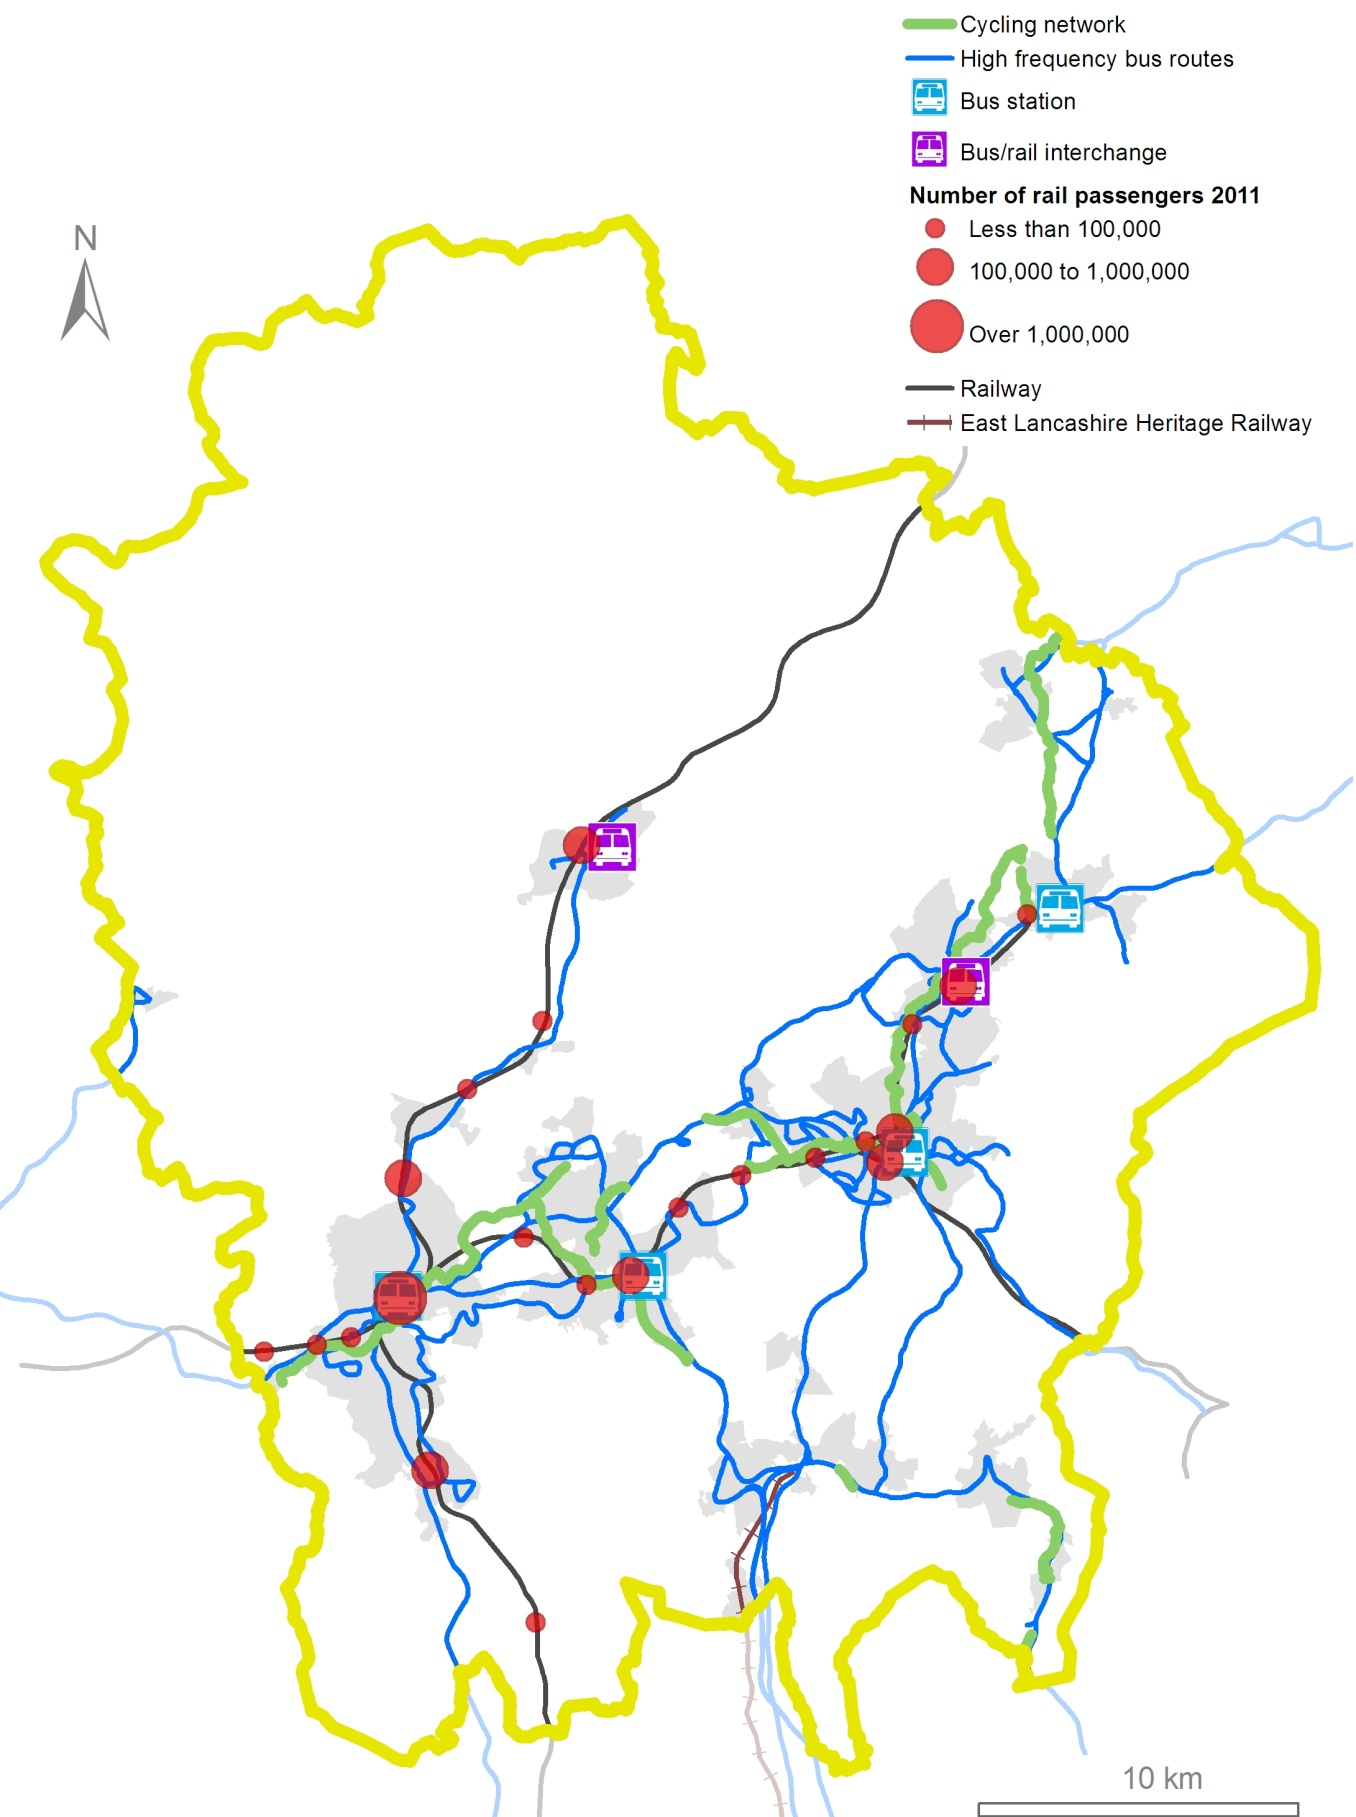 Cycling network
High frequency bus routes
Bus station
Bus/rail interchange
Number of rail passengers 2011
Less than 100,000
100,000 to 1,000,000
Over 1,000,000
Railway
East Lancashire Heritage Railway
N
10 km